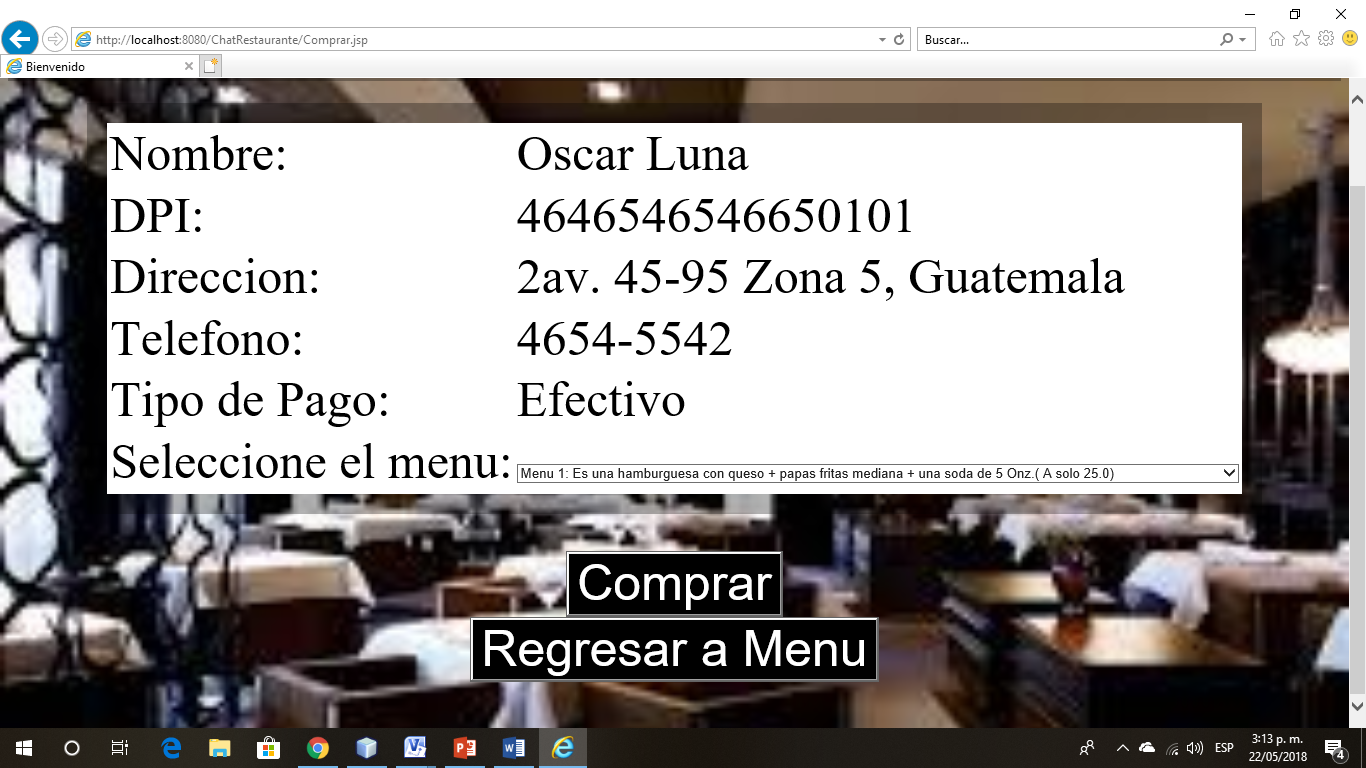 http://localhost:8080/ChatRestaurante/Comprar.jsp
Buscar...
Bienvenido
Nombre: Oscar Luna
DPI: 4646546546650101
Direccion: 2av. 45-95 Zona 5, Guatemala
Telefono: 4654-5542
Tipo de Pago: Efectivo
Seleccione el menu: Menu 1: Es una hamburguesa con queso + papas fritas mediana + una soda de 5 Onz.( A solo 25.0)
Comprar
Regresar a Menu
ESP
3:13 p. m.
22/05/2018
4